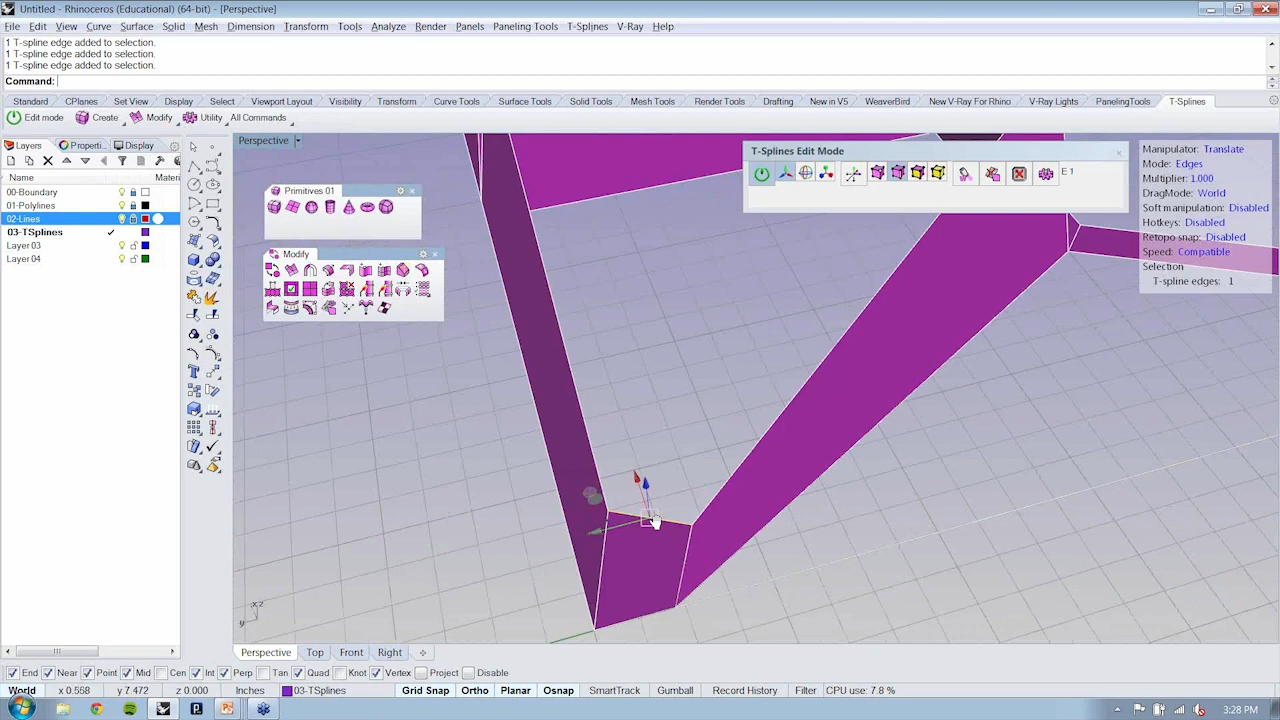 Untitled - Rhinoceros (Educational) (64-bit) - [Perspective]
File Edit View Curve Surface Solid Mesh Dimension Transform Tools Analyze Render Panels Paneling Tools T-Splines V-Ray Help
1 T-spline edge added to selection.
1 T-spline edge added to selection.
1 T-spline edge added to selection.
Command:
Standard CPlanes Set View Display Select Viewport Layout Visibility Transform Curve Tools Surface Tools Solid Tools Mesh Tools Render Tools Drafting New in V5 WeaverBird New V-Ray For Rhino V-Ray Lights PanelingTools T-Splines
Edit mode Create Modify Utility All Commands
Layers Properti... Display
Name Materi
00-Boundary
01-Polylines
02-Lines
03-TSplines
Layer 03
Layer 04
Perspective
Primitives 01
Modify
T-Splines Edit Mode
E 1
Manipulator: Translate
Mode: Edges
Multiplier: 1.000
DragMode: World
Soft manipulation: Disabled
Hotkeys: Disabled
Retopo snap: Disabled
Speed: Compatible
Selection
T-spline edges: 1
x z
y
Perspective Top Front Right
End Near Point Mid Cen Int Perp Tan Quad Knot Vertex Project Disable
World x 0.558 y 7.472 z 0.000 Inches 03-TSplines Grid Snap Ortho Planar Osnap SmartTrack Gumball Record History Filter CPU use: 7.8 %
3:28 PM